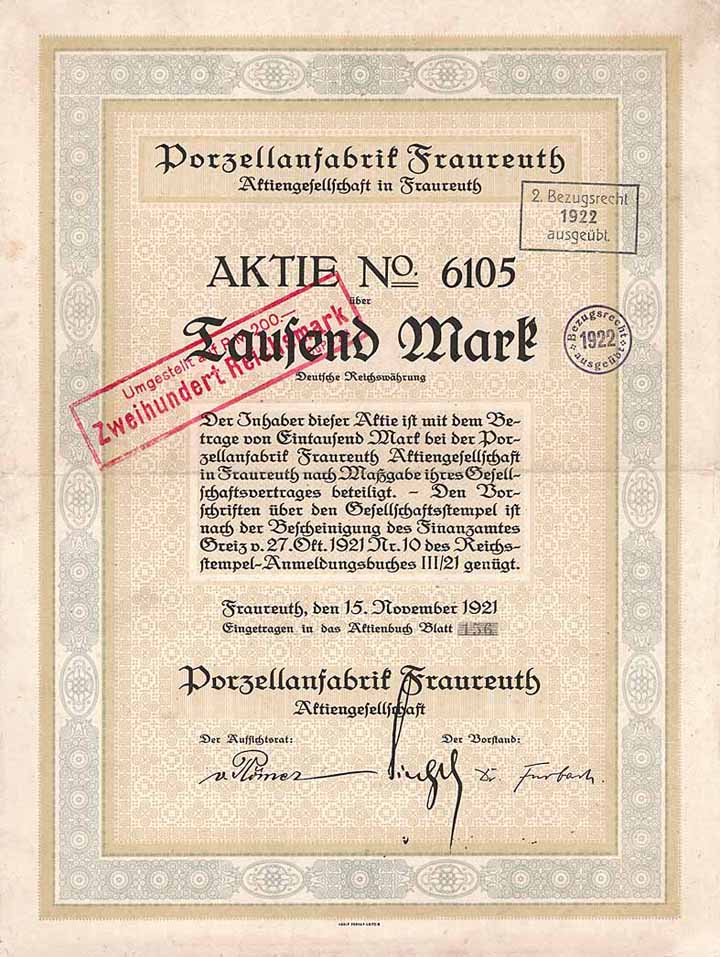 Porzellanfabrik Fraureuth
Aktiengesellschaft in Fraureuth
2. Bezugsrecht
1922
ausgeübt.
AKTIE No. 6105
über
Tausend Mark
Deutsche Reichswährung
Umgestellt auf R.M. 200.—
Zweihundert Reichsmark
Bezugsrecht
1922
ausgeübt
Der Inhaber dieser Aktie ist mit dem Be-
trage von Eintausend Mark bei der Por-
zellanfabrik Fraureuth Aktiengesellschaft
in Fraureuth nach Maßgabe ihres Gesell-
schaftsvertrages beteiligt. – Den Vor-
schriften über den Gesellschaftsstempel ist
nach der Bescheinigung des Finanzamtes
Greiz v. 27. Okt. 1921 Nr. 10 des Reichs-
stempel-Anmeldungsbuches III/21 genügt.
Fraureuth, den 15. November 1921
Eingetragen in das Aktienbuch Blatt 156
Porzellanfabrik Fraureuth
Aktiengesellschaft
Der Aufsichtsrat: Der Vorstand:
v. Römer Dr. Furbach.